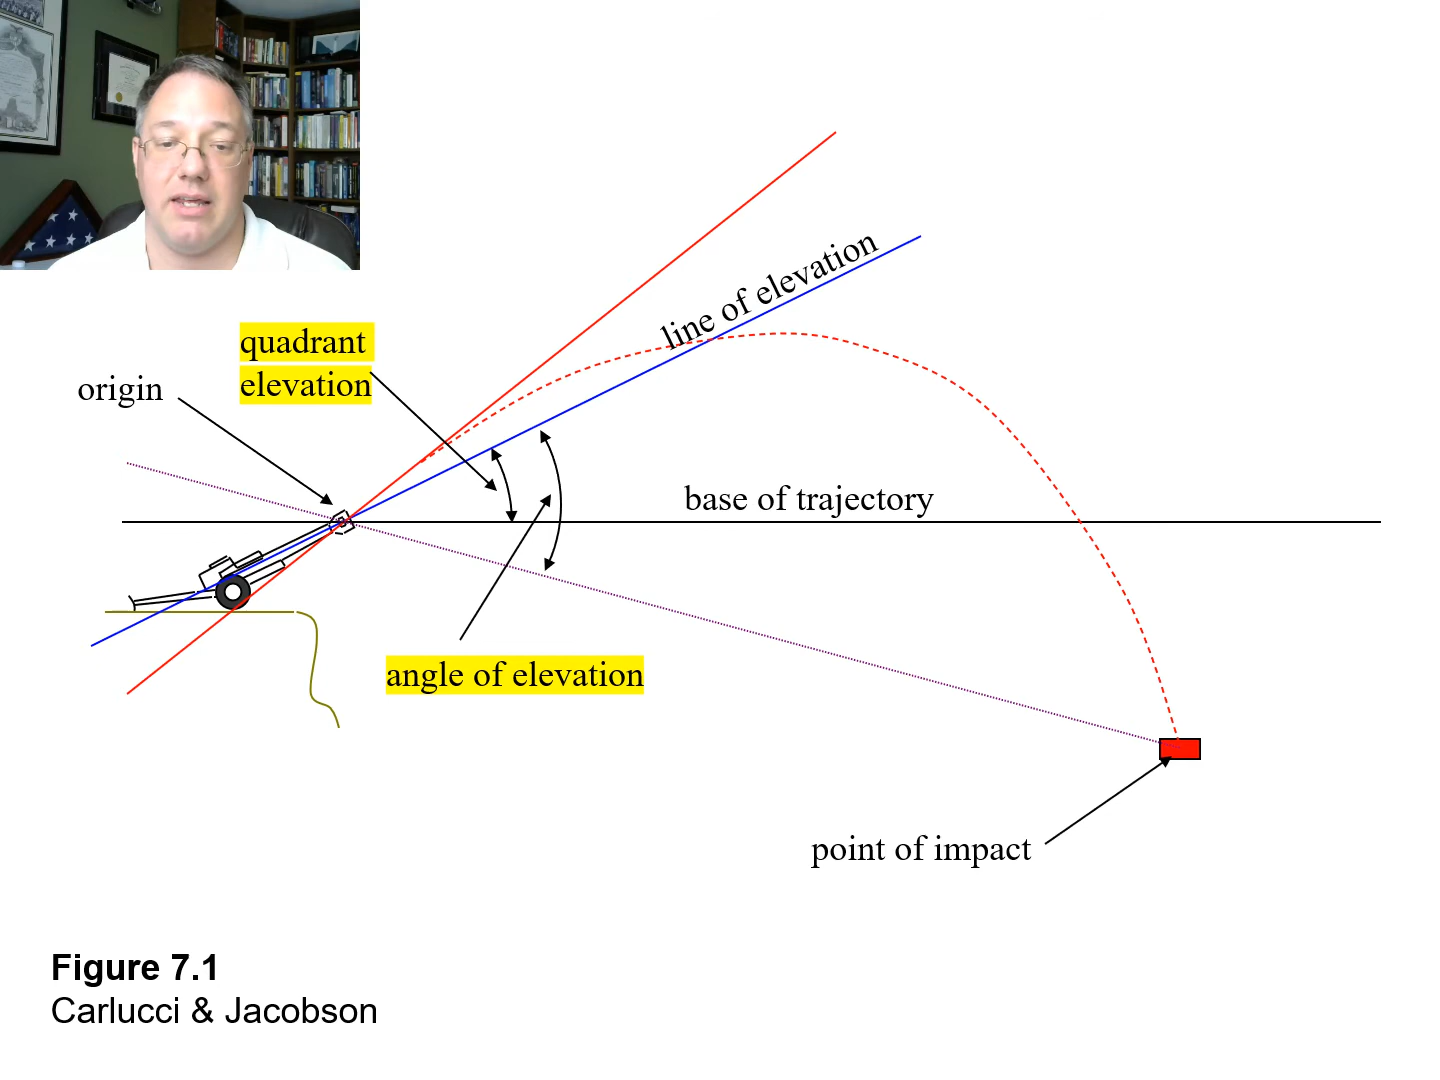 line of elevation
quadrant
elevation
origin
base of trajectory
angle of elevation
point of impact
Figure 7.1
Carlucci & Jacobson